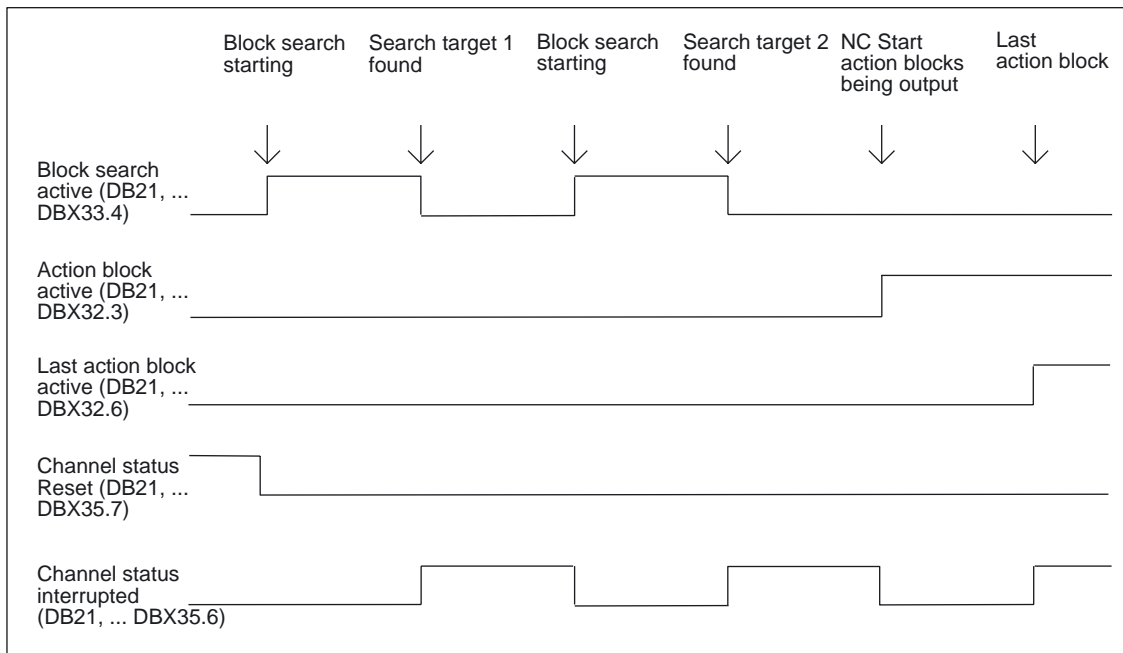 Block search
starting
Search target 1
found
Block search
starting
Search target 2
found
NC Start
action blocks
being output
Last
action block
Block search
active (DB21, ...
DBX33.4)
Action block
active (DB21, ...
DBX32.3)
Last action block
active (DB21, ...
DBX32.6)
Channel status
Reset (DB21, ...
DBX35.7)
Channel status
interrupted
(DB21, ... DBX35.6)